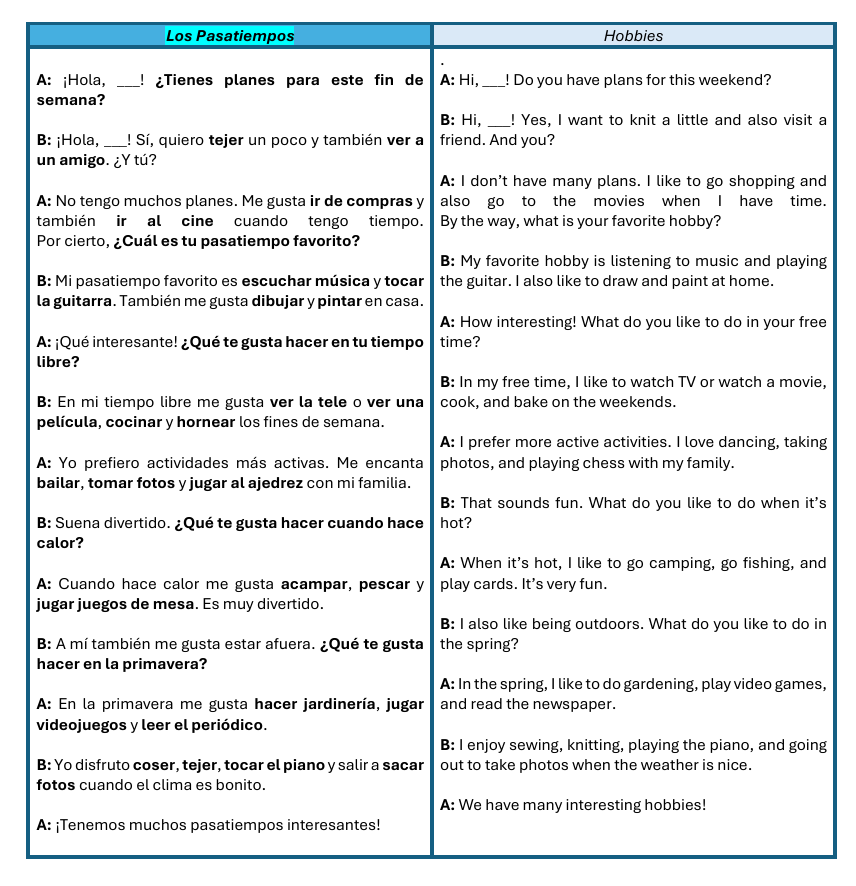 Los Pasatiempos
A: ¡Hola, ___! ¿Tienes planes para este fin de
semana?
B: ¡Hola, ___! Sí, quiero tejer un poco y también ver a
un amigo. ¿Y tú?
A: No tengo muchos planes. Me gusta ir de compras y
también ir al cine cuando tengo tiempo.
Por cierto, ¿Cuál es tu pasatiempo favorito?
B: Mi pasatiempo favorito es escuchar música y tocar
la guitarra. También me gusta dibujar y pintar en casa.
A: ¡Qué interesante! ¿Qué te gusta hacer en tu tiempo
libre?
B: En mi tiempo libre me gusta ver la tele o ver una
película, cocinar y hornear los fines de semana.
A: Yo prefiero actividades más activas. Me encanta
bailar, tomar fotos y jugar al ajedrez con mi familia.
B: Suena divertido. ¿Qué te gusta hacer cuando hace
calor?
A: Cuando hace calor me gusta acampar, pescar y
jugar juegos de mesa. Es muy divertido.
B: A mí también me gusta estar afuera. ¿Qué te gusta
hacer en la primavera?
A: En la primavera me gusta hacer jardinería, jugar
videojuegos y leer el periódico.
B: Yo disfruto coser, tejer, tocar el piano y salir a sacar
fotos cuando el clima es bonito.
A: ¡Tenemos muchos pasatiempos interesantes!
Hobbies
.
A: Hi, ___! Do you have plans for this weekend?
B: Hi, ___! Yes, I want to knit a little and also visit a
friend. And you?
A: I don’t have many plans. I like to go shopping and
also go to the movies when I have time.
By the way, what is your favorite hobby?
B: My favorite hobby is listening to music and playing
the guitar. I also like to draw and paint at home.
A: How interesting! What do you like to do in your free
time?
B: In my free time, I like to watch TV or watch a movie,
cook, and bake on the weekends.
A: I prefer more active activities. I love dancing, taking
photos, and playing chess with my family.
B: That sounds fun. What do you like to do when it’s
hot?
A: When it’s hot, I like to go camping, go fishing, and
play cards. It’s very fun.
B: I also like being outdoors. What do you like to do in
the spring?
A: In the spring, I like to do gardening, play video games,
and read the newspaper.
B: I enjoy sewing, knitting, playing the piano, and going
out to take photos when the weather is nice.
A: We have many interesting hobbies!